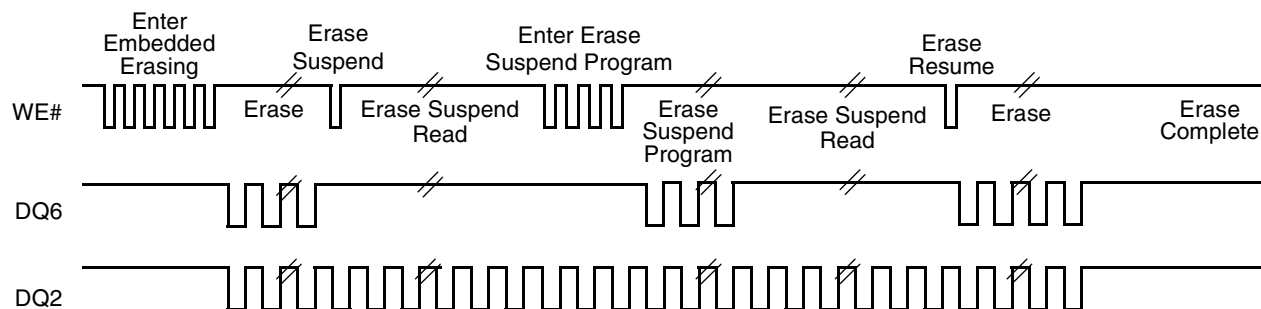 Enter
Embedded
Erasing
Erase
Suspend
Enter Erase
Suspend Program
Erase
Resume
WE#
Erase
Erase Suspend
Read
Erase
Suspend
Program
Erase Suspend
Read
Erase
Erase
Complete
DQ6
DQ2